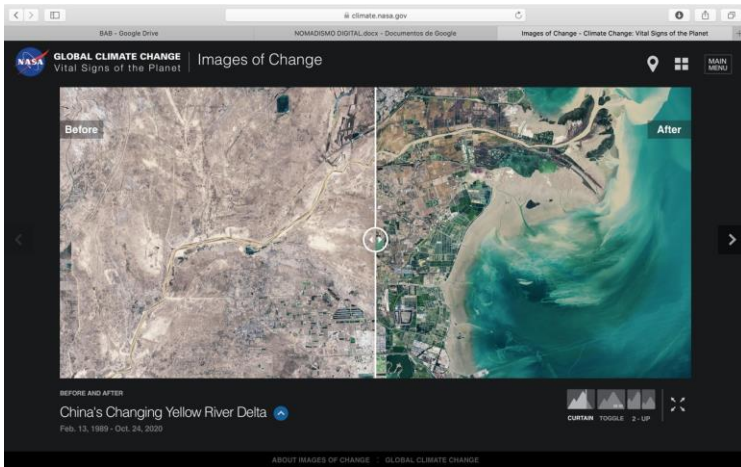 climate.nasa.gov
BAB - Google Drive
NOMADISMO DIGITAL.docx - Documentos de Google
Images of Change - Climate Change: Vital Signs of the Planet
NASA
GLOBAL CLIMATE CHANGE
Vital Signs of the Planet
Images of Change
MAIN
MENU
Before
After
BEFORE AND AFTER
China's Changing Yellow River Delta
Feb. 13, 1989 - Oct. 24, 2020
CURTAIN
TOGGLE
2 - UP
ABOUT IMAGES OF CHANGE : GLOBAL CLIMATE CHANGE